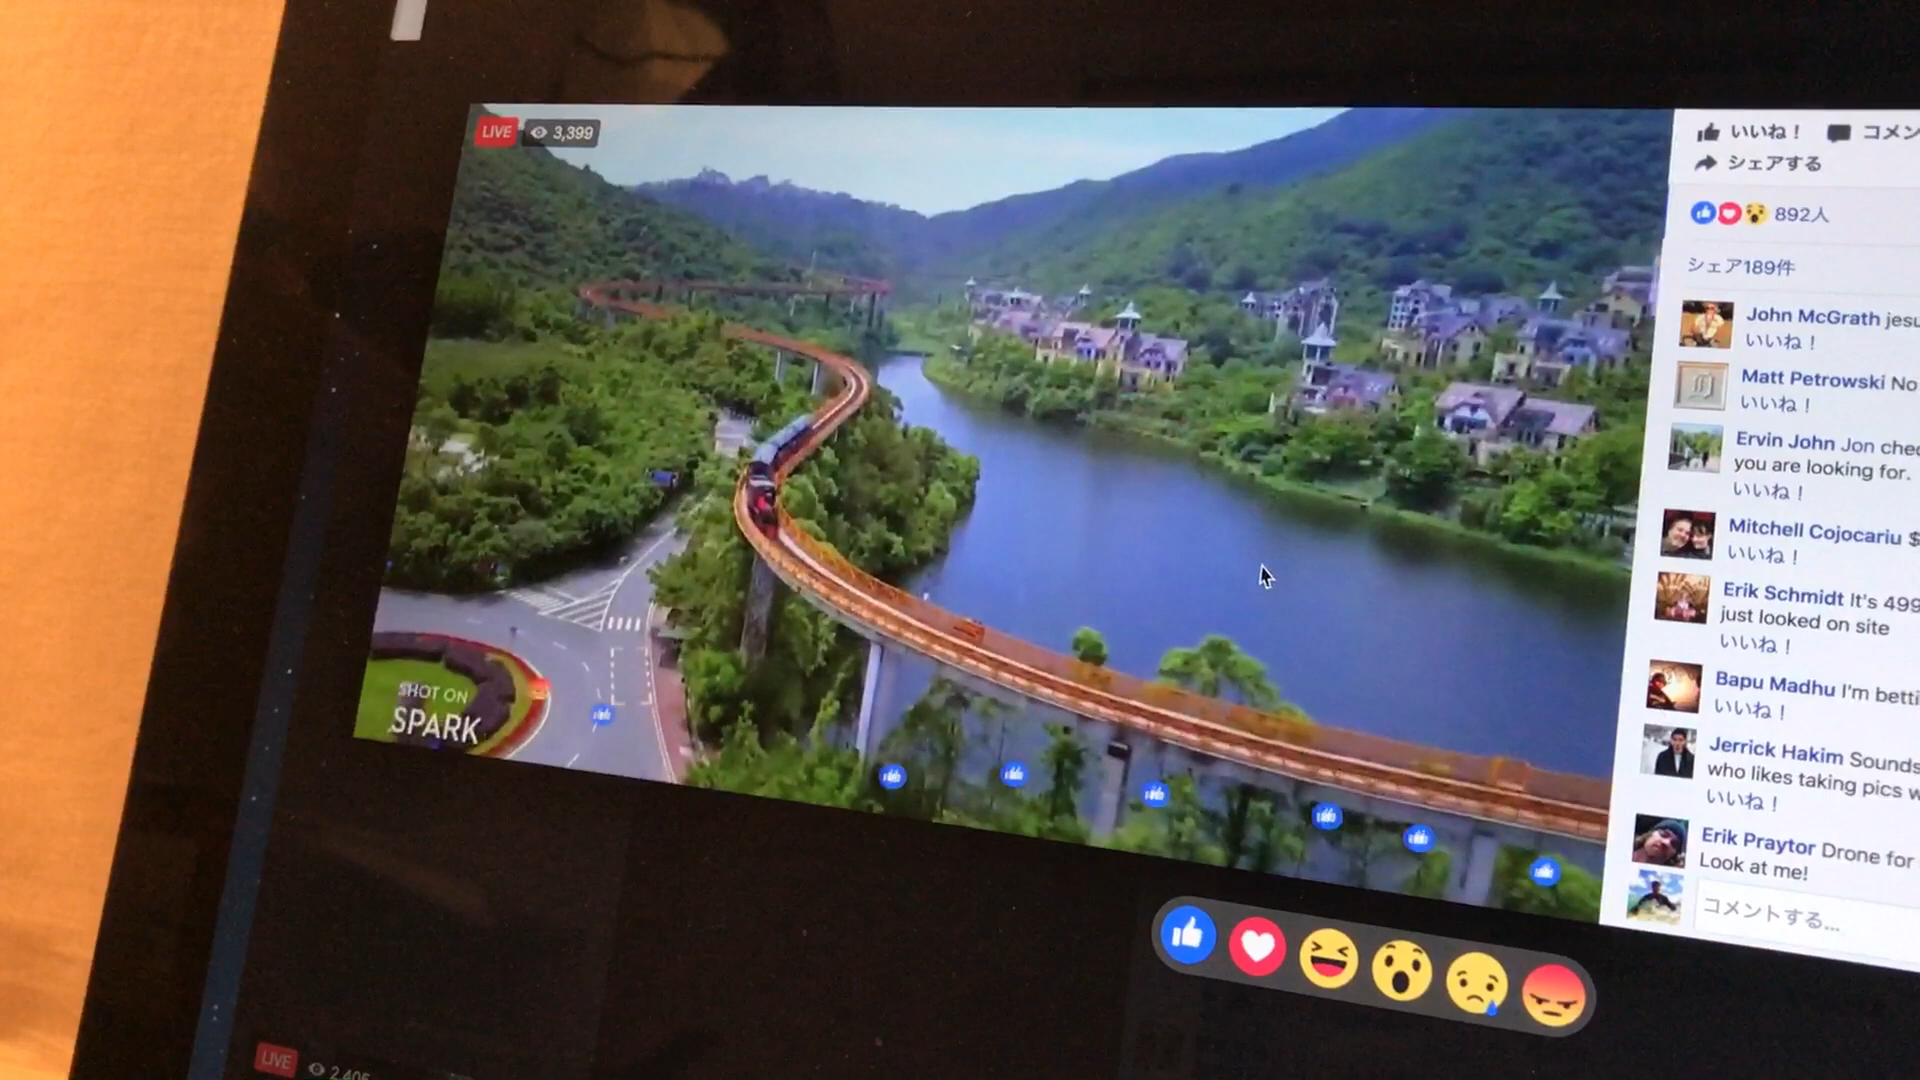 LIVE 3,399
いいね！ コメン
シェアする
892人
シェア189件
John McGrath jesu
いいね！
Matt Petrowski No
いいね！
Ervin John Jon chec
you are looking for.
いいね！
Mitchell Cojocariu $
いいね！
Erik Schmidt It's 499
just looked on site
いいね！
Bapu Madhu I'm betti
いいね！
Jerrick Hakim Sounds
who likes taking pics w
いいね！
Erik Praytor Drone for
Look at me!
コメントする...
SHOT ON
SPARK
LIVE 2,405